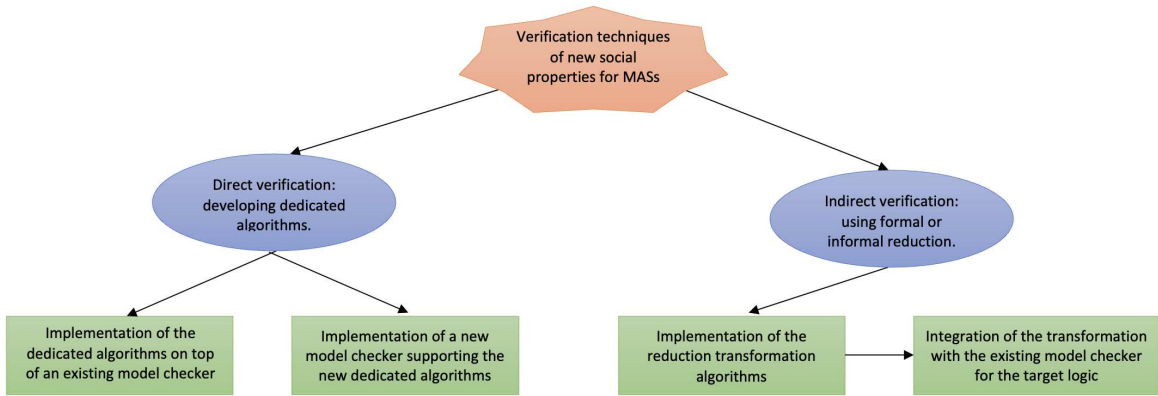 Verification techniques
of new social
properties for MASs
Direct verification:
developing dedicated
algorithms.
Indirect verification:
using formal or
informal reduction.
Implementation of the
dedicated algorithms on top
of an existing model checker
Implementation of a new
model checker supporting the
new dedicated algorithms
Implementation of the
reduction transformation
algorithms
Integration of the transformation
with the existing model checker
for the target logic